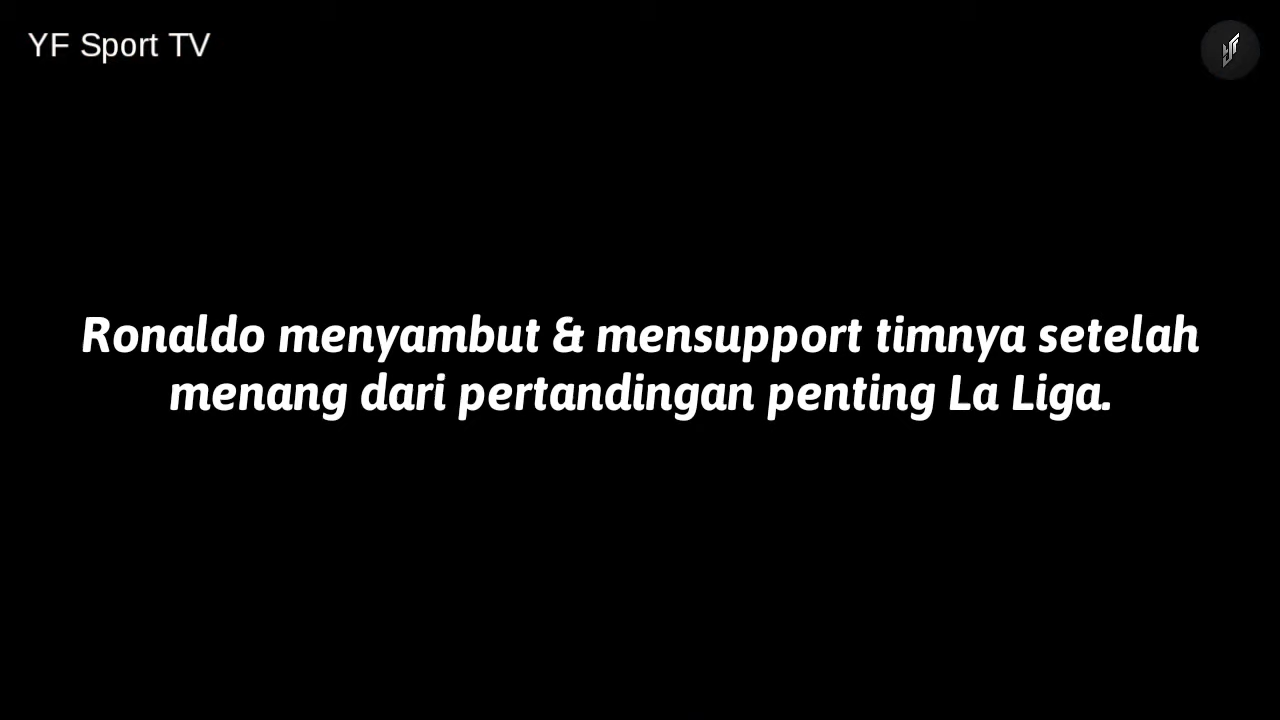 YF Sport TV
Ronaldo menyambut & mensupport timnya setelah
menang dari pertandingan penting La Liga.